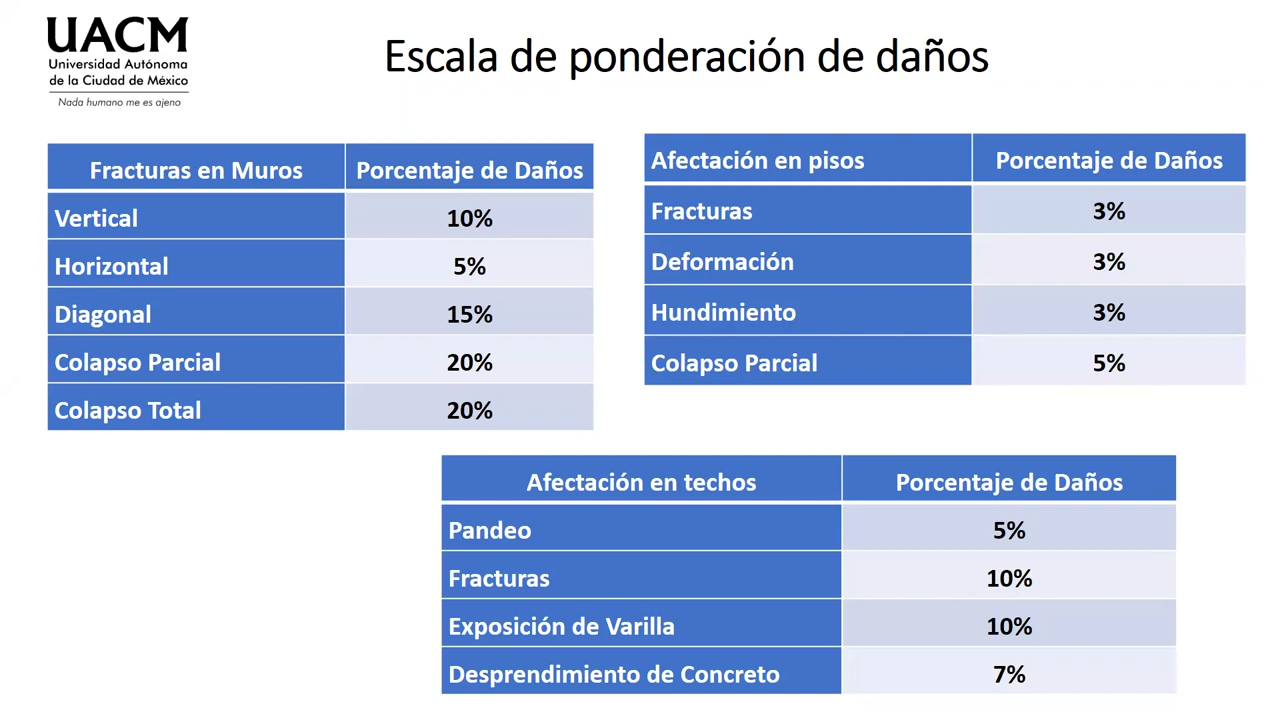 UACM
Universidad Autónoma
de la Ciudad de México
Nada humano me es ajeno
Escala de ponderación de daños
Fracturas en Muros Porcentaje de Daños
Vertical 10%
Horizontal 5%
Diagonal 15%
Colapso Parcial 20%
Colapso Total 20%
Afectación en pisos Porcentaje de Daños
Fracturas 3%
Deformación 3%
Hundimiento 3%
Colapso Parcial 5%
Afectación en techos Porcentaje de Daños
Pandeo 5%
Fracturas 10%
Exposición de Varilla 10%
Desprendimiento de Concreto 7%